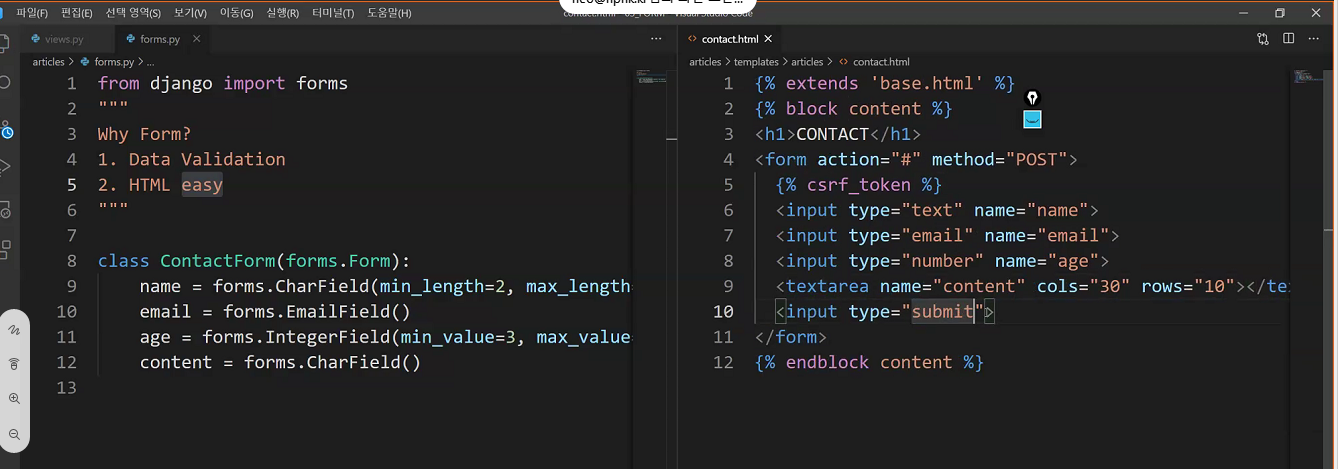 파일(F) 편집(E) 선택 영역(S) 보기(V) 이동(G) 실행(R) 터미널(T) 도움말(H)
Visual Studio Code
views.py forms.py
articles > forms.py > ...
1 from django import forms
2 """
3 Why Form?
4 1. Data Validation
5 2. HTML easy
6 """
7
8 class ContactForm(forms.Form):
9 name = forms.CharField(min_length=2, max_length=
10 email = forms.EmailField()
11 age = forms.IntegerField(min_value=3, max_value=
12 content = forms.CharField()
13
contact.html
articles > templates > articles > contact.html
1 {% extends 'base.html' %}
2 {% block content %}
3 <h1>CONTACT</h1>
4 <form action="#" method="POST">
5 {% csrf_token %}
6 <input type="text" name="name">
7 <input type="email" name="email">
8 <input type="number" name="age">
9 <textarea name="content" cols="30" rows="10"></te
10 <input type="submit">
11 </form>
12 {% endblock content %}